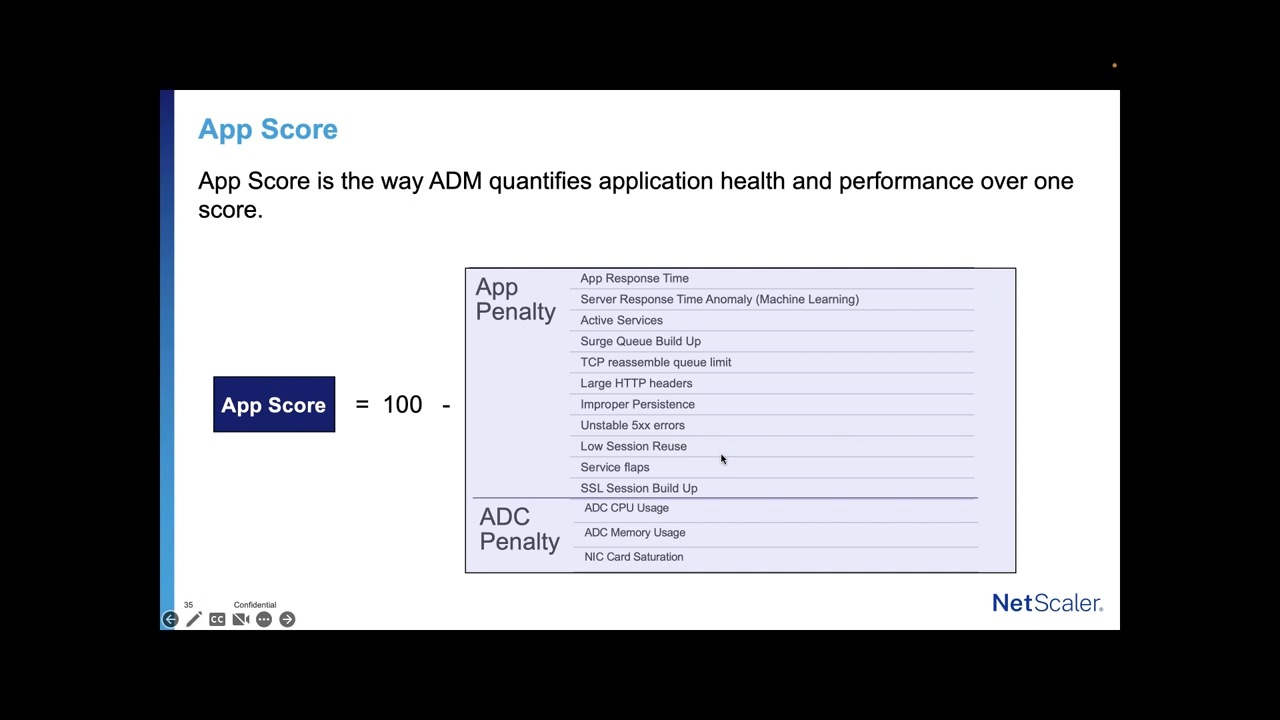 App Score
App Score is the way ADM quantifies application health and performance over one
score.
App Score = 100 -
App
Penalty
App Response Time
Server Response Time Anomaly (Machine Learning)
Active Services
Surge Queue Build Up
TCP reassemble queue limit
Large HTTP headers
Improper Persistence
Unstable 5xx errors
Low Session Reuse
Service flaps
SSL Session Build Up
ADC
Penalty
ADC CPU Usage
ADC Memory Usage
NIC Card Saturation
35 Confidential
CC
NetScaler.